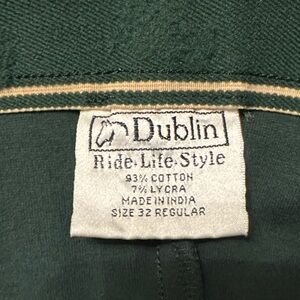 Dublin
Ride.Life.Style
93% COTTON
7% LYCRA
MADE IN INDIA
SIZE 32 REGULAR